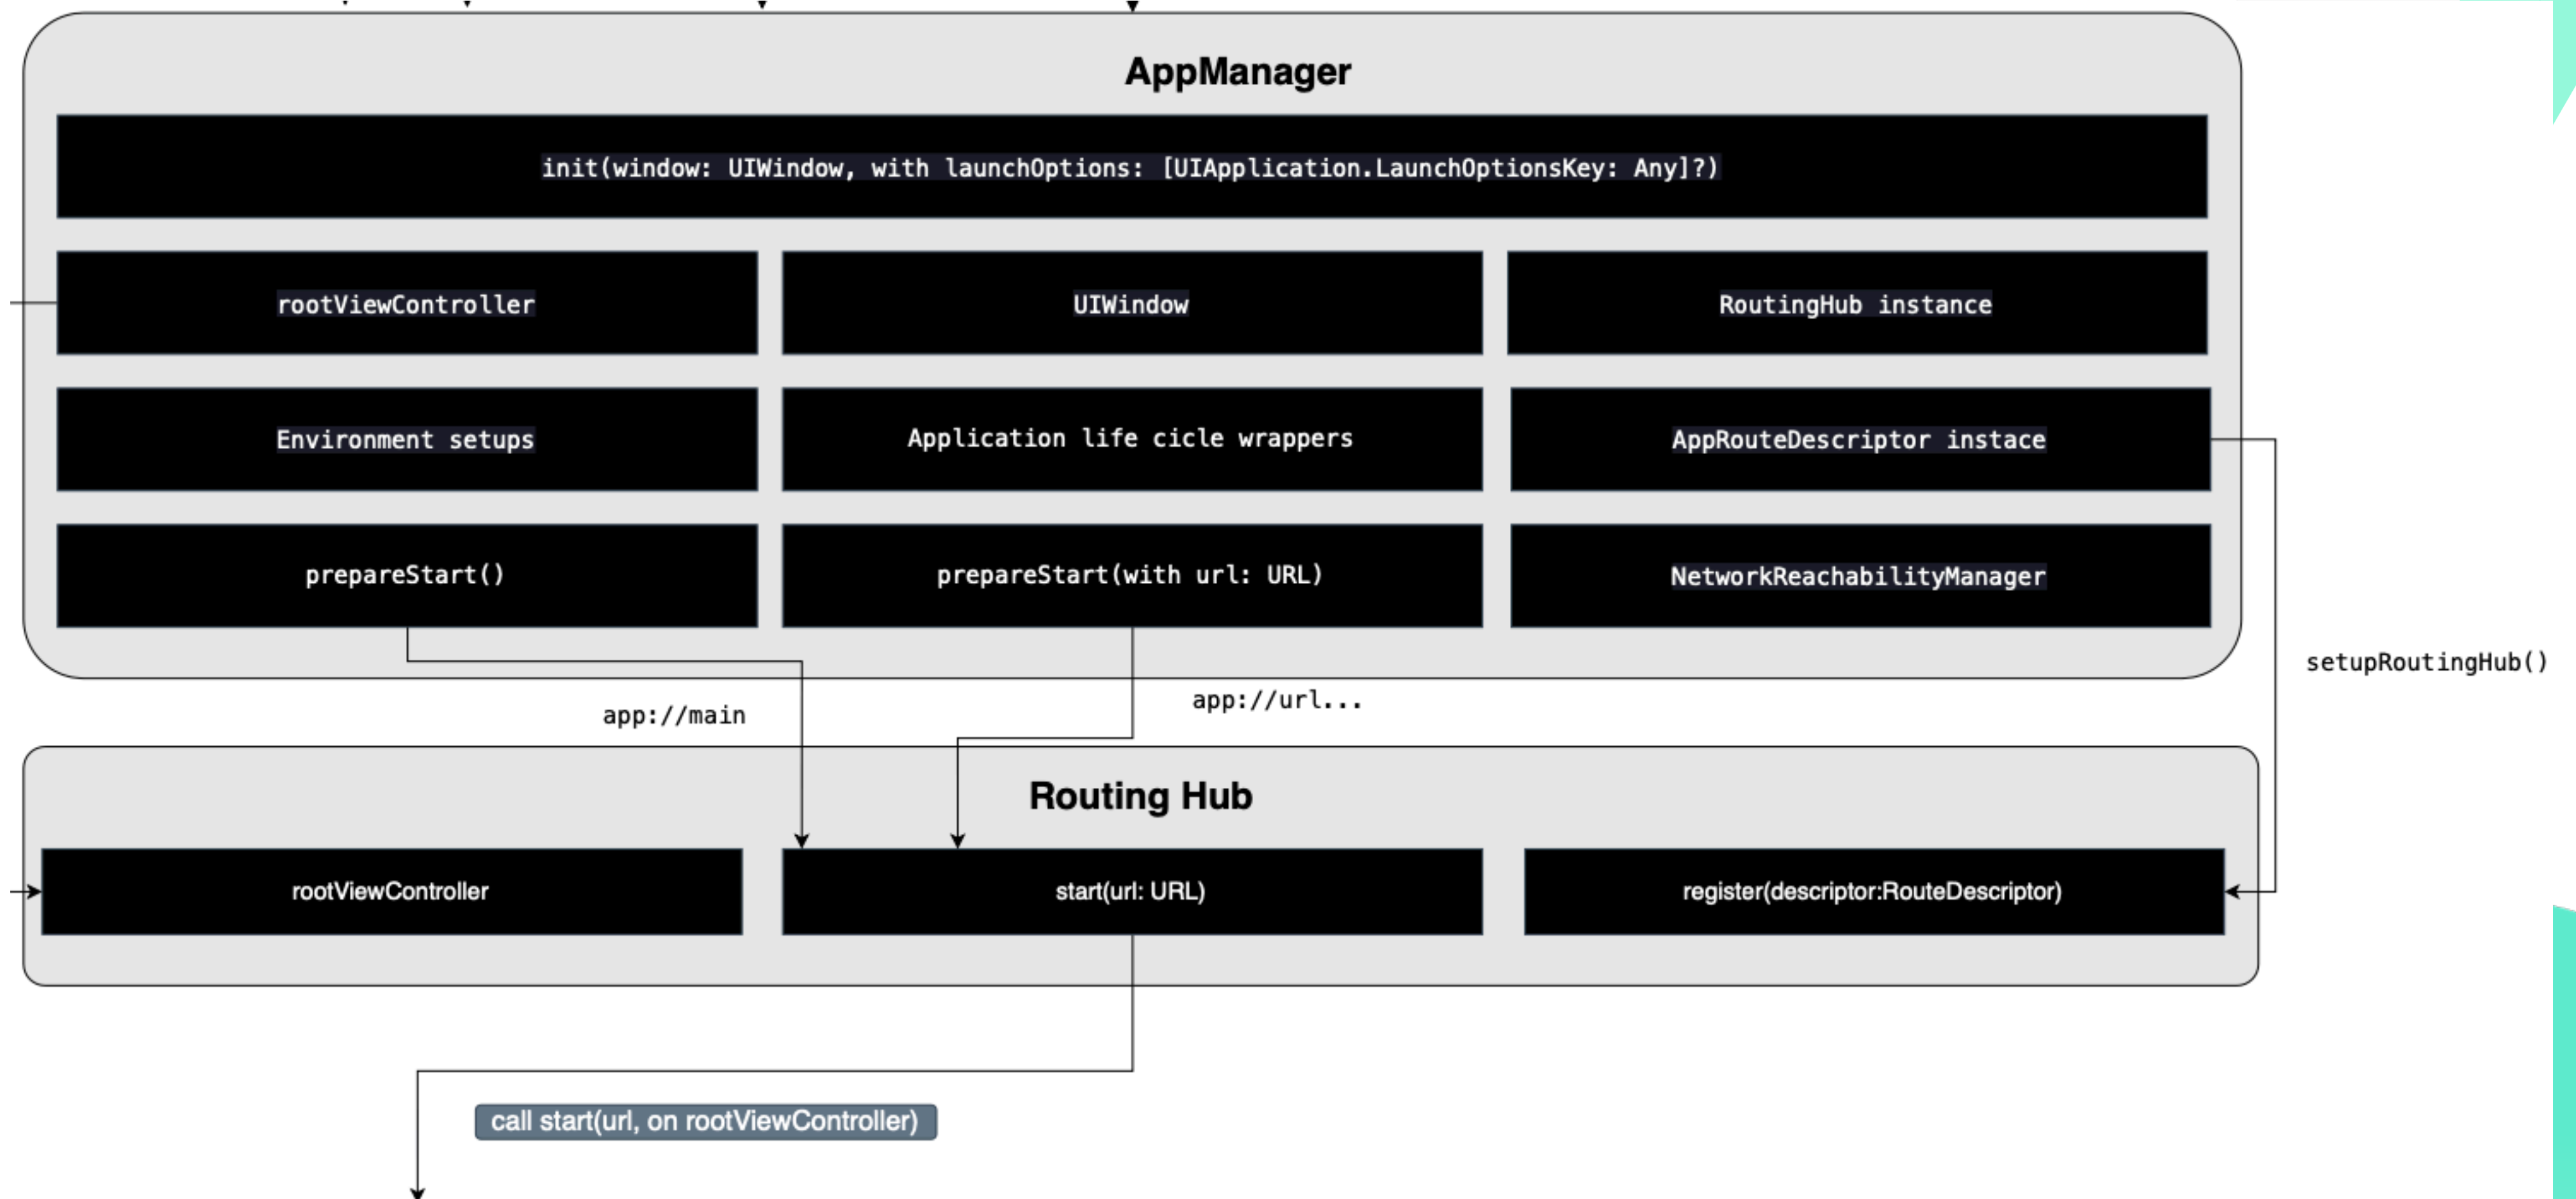 AppManager
init(window: UIWindow, with launchOptions: [UIApplication.LaunchOptionsKey: Any]?)
rootViewController
UIWindow
RoutingHub instance
Environment setups
Application life cicle wrappers
AppRouteDescriptor instace
prepareStart()
prepareStart(with url: URL)
NetworkReachabilityManager
setupRoutingHub()
app://main
app://url...
Routing Hub
rootViewController
start(url: URL)
register(descriptor:RouteDescriptor)
call start(url, on rootViewController)